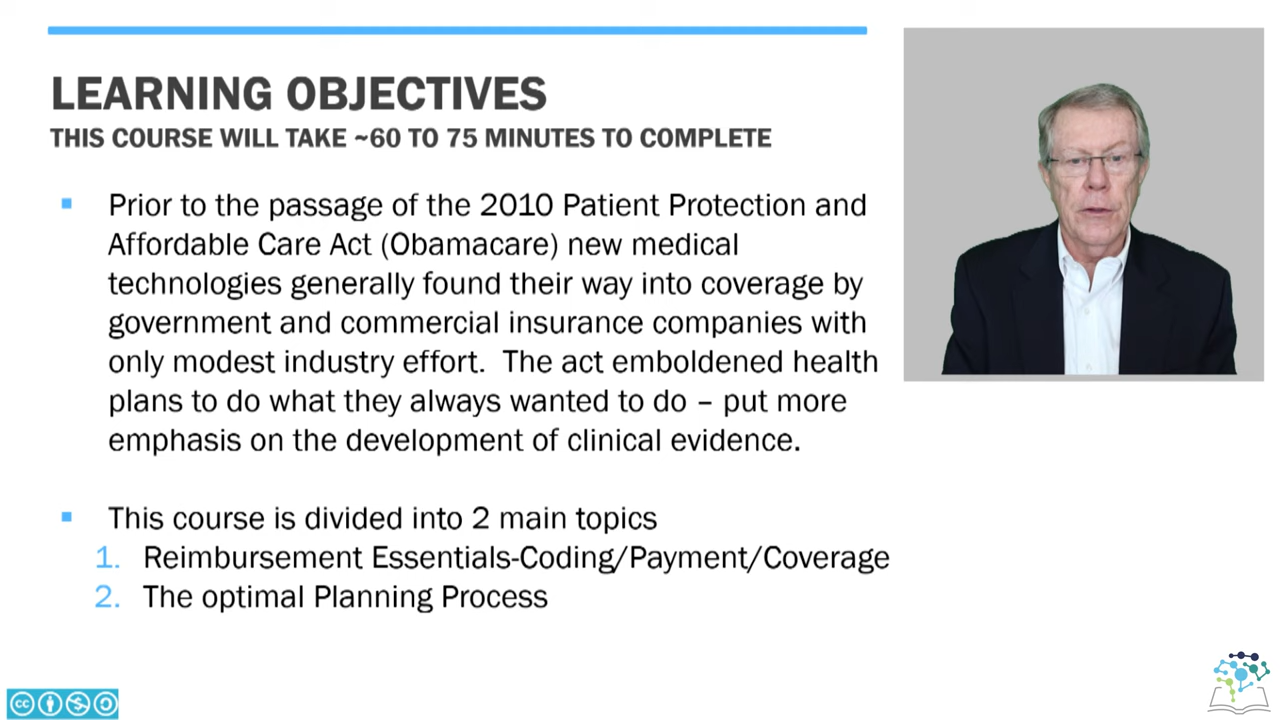 LEARNING OBJECTIVES
THIS COURSE WILL TAKE ~60 TO 75 MINUTES TO COMPLETE
▪ Prior to the passage of the 2010 Patient Protection and
Affordable Care Act (Obamacare) new medical
technologies generally found their way into coverage by
government and commercial insurance companies with
only modest industry effort.  The act emboldened health
plans to do what they always wanted to do – put more
emphasis on the development of clinical evidence.
▪ This course is divided into 2 main topics
1. Reimbursement Essentials-Coding/Payment/Coverage
2. The optimal Planning Process
cc